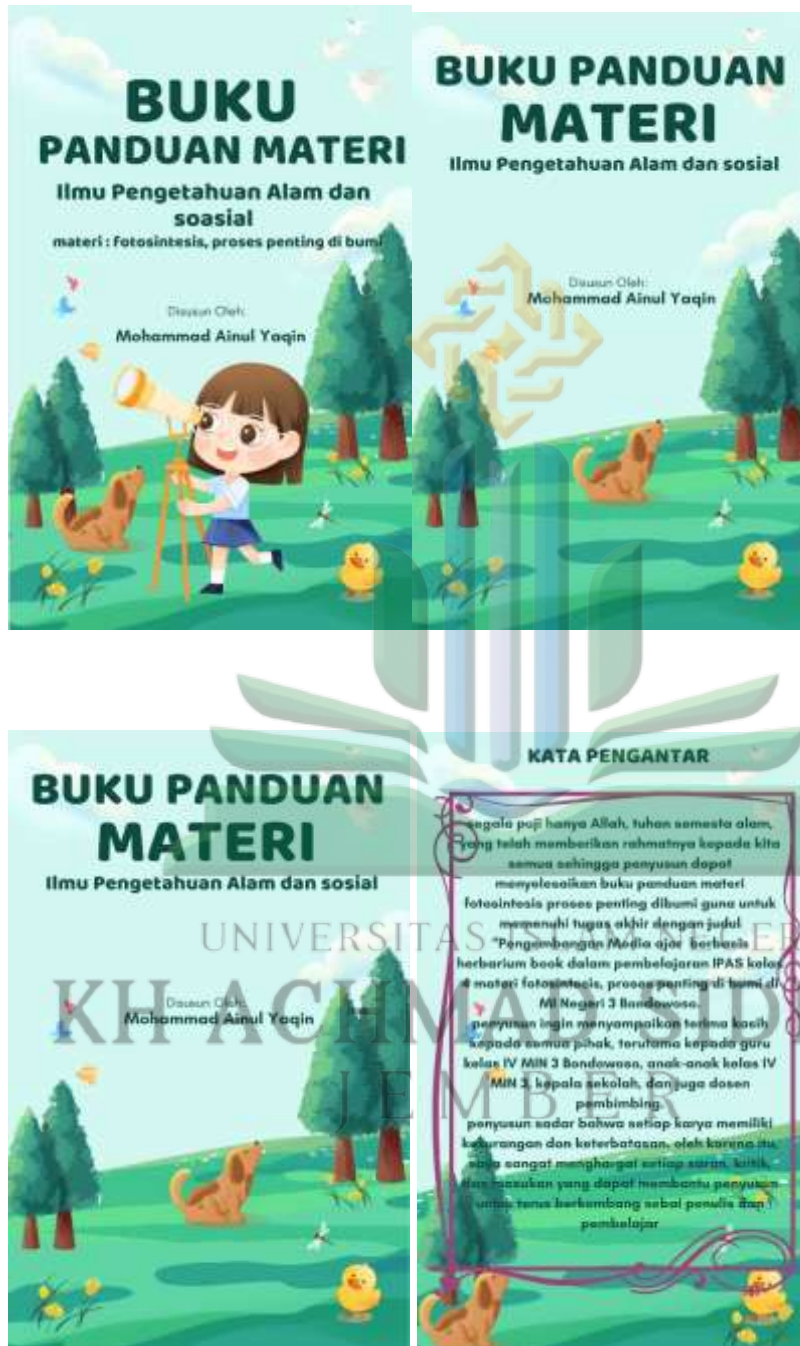 BUKU
PANDUAN MATERI
Ilmu Pengetahuan Alam dan
soasial
materi : fotosintesis, proses penting di bumi
Disusun Oleh:
Mohammad Ainul Yaqin
BUKU PANDUAN
MATERI
Ilmu Pengetahuan Alam dan sosial
Disusun Oleh:
Mohammad Ainul Yaqin
BUKU PANDUAN
MATERI
Ilmu Pengetahuan Alam dan sosial
Disusun Oleh:
Mohammad Ainul Yaqin
KATA PENGANTAR
segala puji hanya Allah, tuhan semesta alam,
yang telah memberikan rahmatnya kepada kita
semua sehingga penyusun dapat
menyelesaikan buku panduan materi
fotosintesis proses penting dibumi guna untuk
memenuhi tugas akhir dengan judul
"Pengembangan Media ajar berbasis
herbarium book dalam pembelajaran IPAS kelas
4 materi fotosintesis, proses penting di bumi di
MI Negeri 3 Bondowoso.
penyusun ingin menyampaikan terima kasih
kepada semua pihak, terutama kepada guru
kelas IV MIN 3 Bondowoso, anak-anak kelas IV
MIN 3, kepala sekolah, dan juga dosen
pembimbing.
penyusun sadar bahwa setiap karya memiliki
kekurangan dan keterbatasan. oleh karena itu,
saya sangat menghargai setiap saran, kritik,
dan masukan yang dapat membantu penyusun
untuk terus berkembang sebai penulis dan
pembelajar
UNIVERSITAS ISLAM NEGER
KH ACHMAD SID
JEMBER